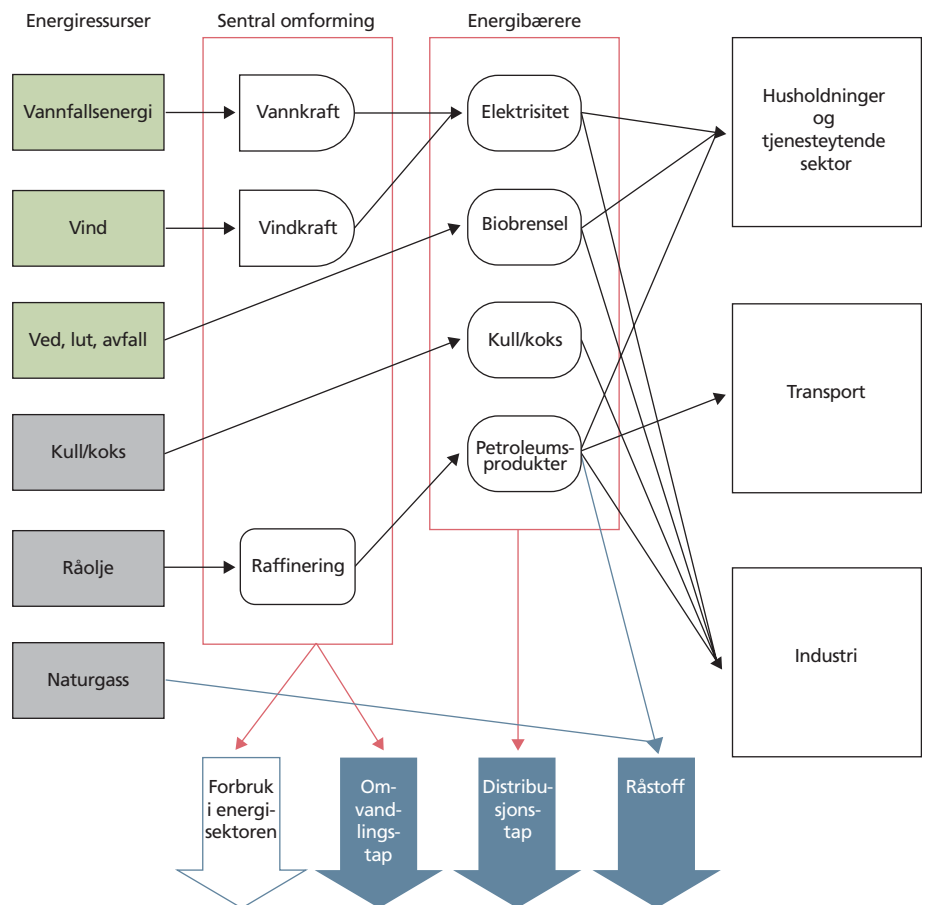 Energiressurser
Sentral omforming
Energibærere
Vannfallsenergi
Vannkraft
Elektrisitet
Husholdninger
og
tjenesteytende
sektor
Vind
Vindkraft
Biobrensel
Ved, lut, avfall
Kull/koks
Transport
Kull/koks
Petroleums-
produkter
Råolje
Raffinering
Industri
Naturgass
Forbruk
i energi-
sektoren
Om-
vand-
lings-
tap
Distribu-
sjons-
tap
Råstoff